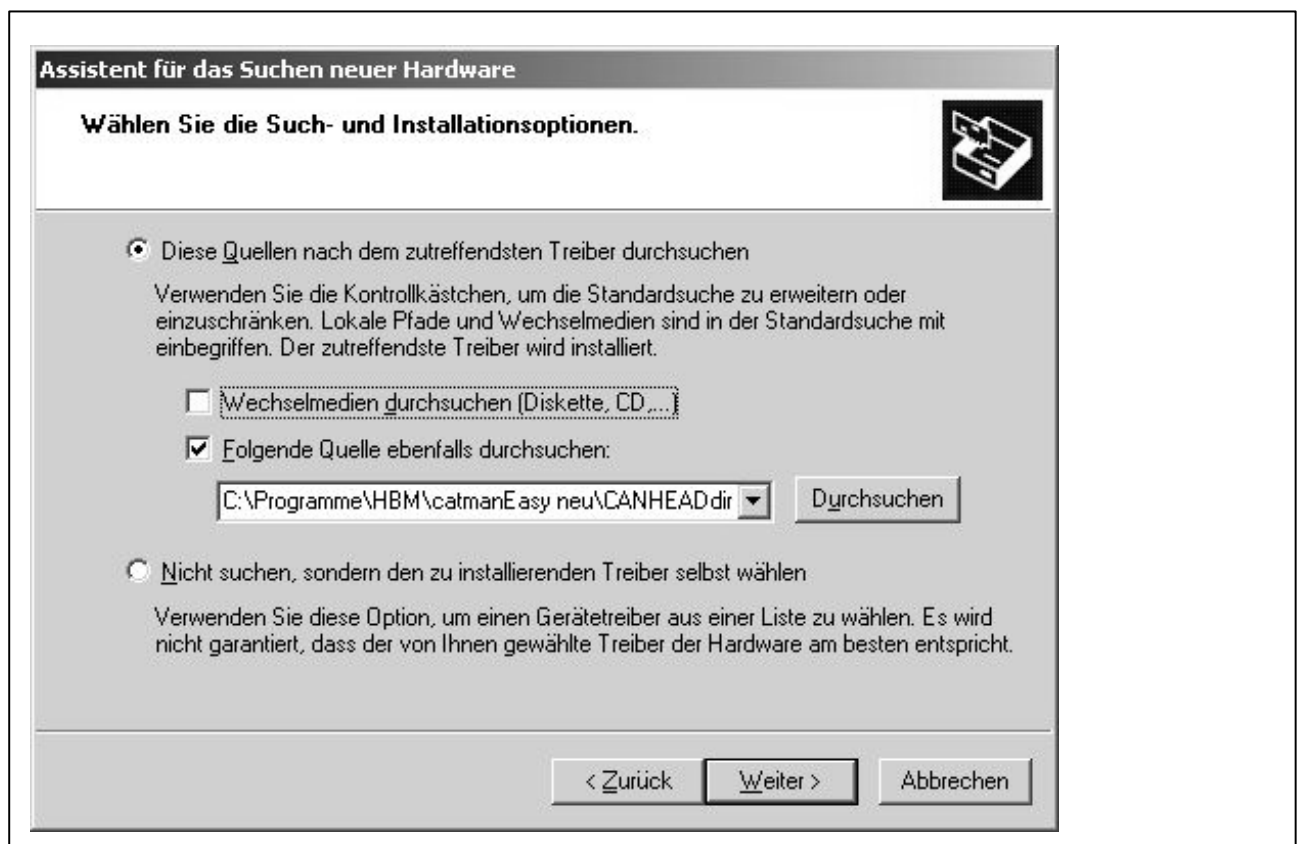 Assistent für das Suchen neuer Hardware
Wählen Sie die Such- und Installationsoptionen.
Diese Quellen nach dem zutreffendsten Treiber durchsuchen
Verwenden Sie die Kontrollkästchen, um die Standardsuche zu erweitern oder
einzuschränken. Lokale Pfade und Wechselmedien sind in der Standardsuche mit
einbegriffen. Der zutreffendste Treiber wird installiert.
Wechselmedien durchsuchen (Diskette, CD,...)
Folgende Quelle ebenfalls durchsuchen:
C:\Programme\HBM\catmanEasy neu\CANHEADdir
Durchsuchen
Nicht suchen, sondern den zu installierenden Treiber selbst wählen
Verwenden Sie diese Option, um einen Gerätetreiber aus einer Liste zu wählen. Es wird
nicht garantiert, dass der von Ihnen gewählte Treiber der Hardware am besten entspricht.
< Zurück
Weiter >
Abbrechen